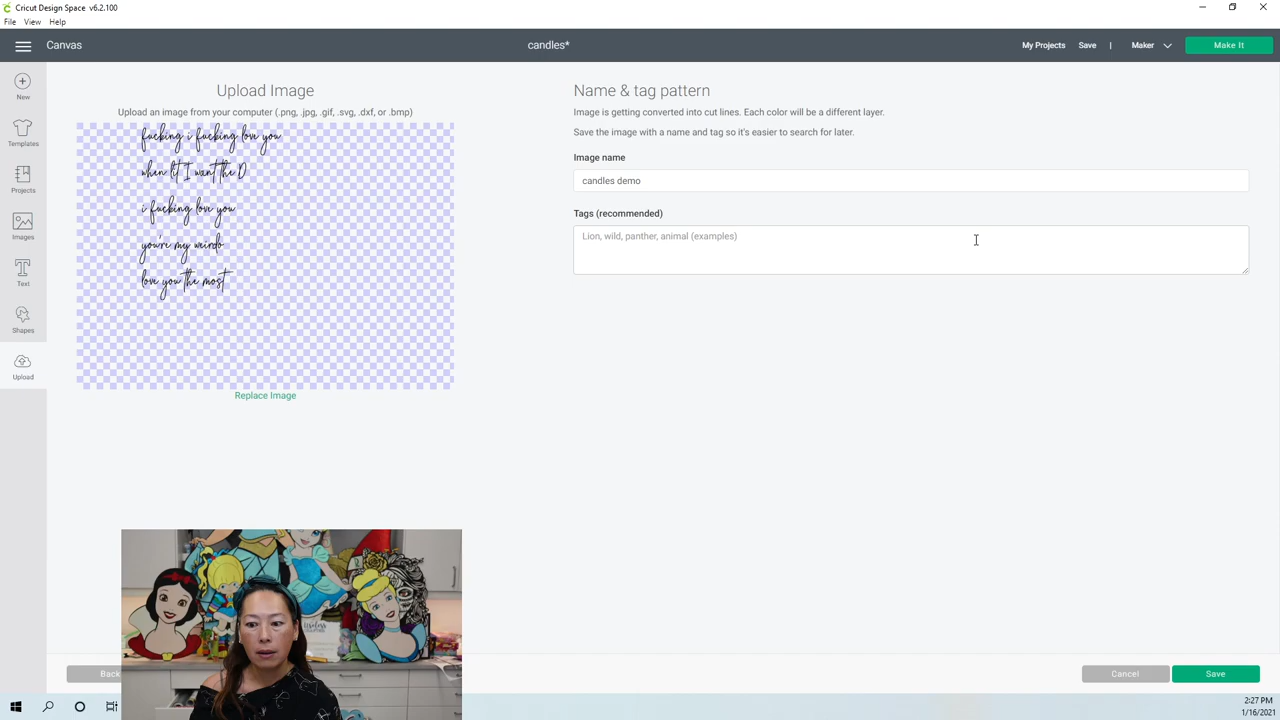 Cricut Design Space v6.2.100
File View Help
Canvas
candles*
My Projects Save | Maker Make It
New
Templates
Projects
Images
Text
Shapes
Upload
Upload Image
Upload an image from your computer (.png, .jpg, .gif, .svg, .dxf, or .bmp)
fucking i fucking love you
when lit I want the D
i fucking love you
you're my weirdo
love you the most
Replace Image
Name & tag pattern
Image is getting converted into cut lines. Each color will be a different layer.
Save the image with a name and tag so it's easier to search for later.
Image name
candles demo
Tags (recommended)
Lion, wild, panther, animal (examples)
Back
Cancel Save
2:27 PM
1/16/2021